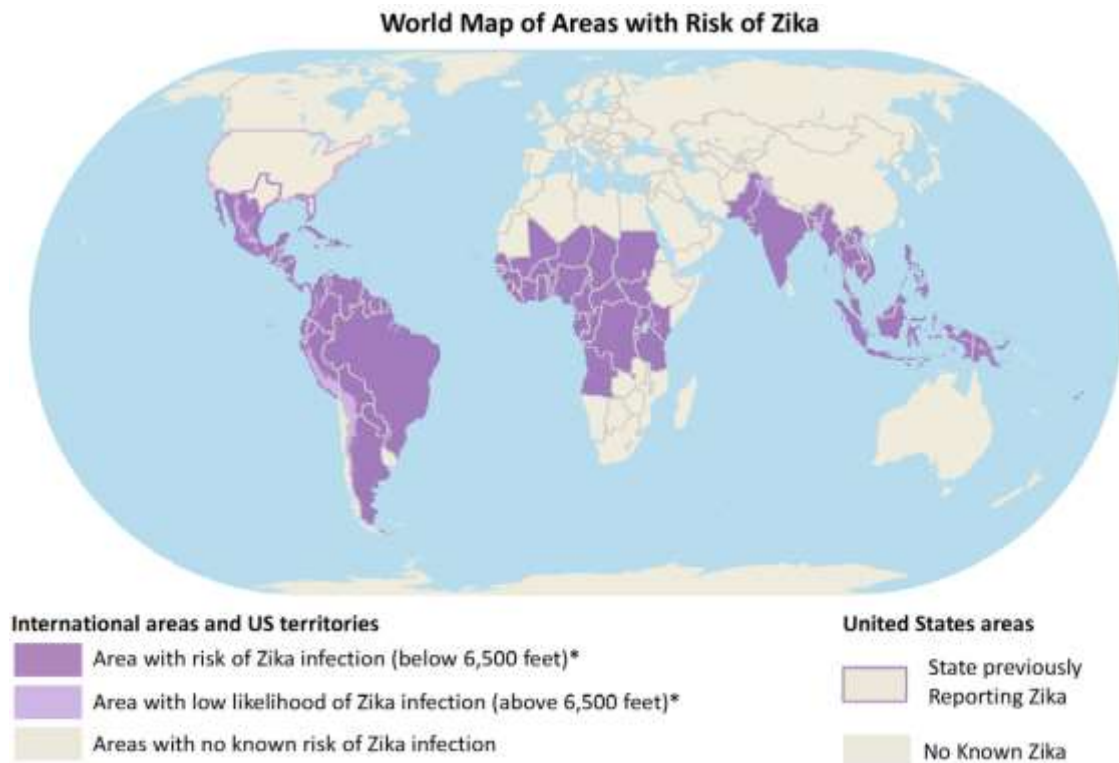 World Map of Areas with Risk of Zika
International areas and US territories
Area with risk of Zika infection (below 6,500 feet)*
Area with low likelihood of Zika infection (above 6,500 feet)*
Areas with no known risk of Zika infection
United States areas
State previously
Reporting Zika
No Known Zika